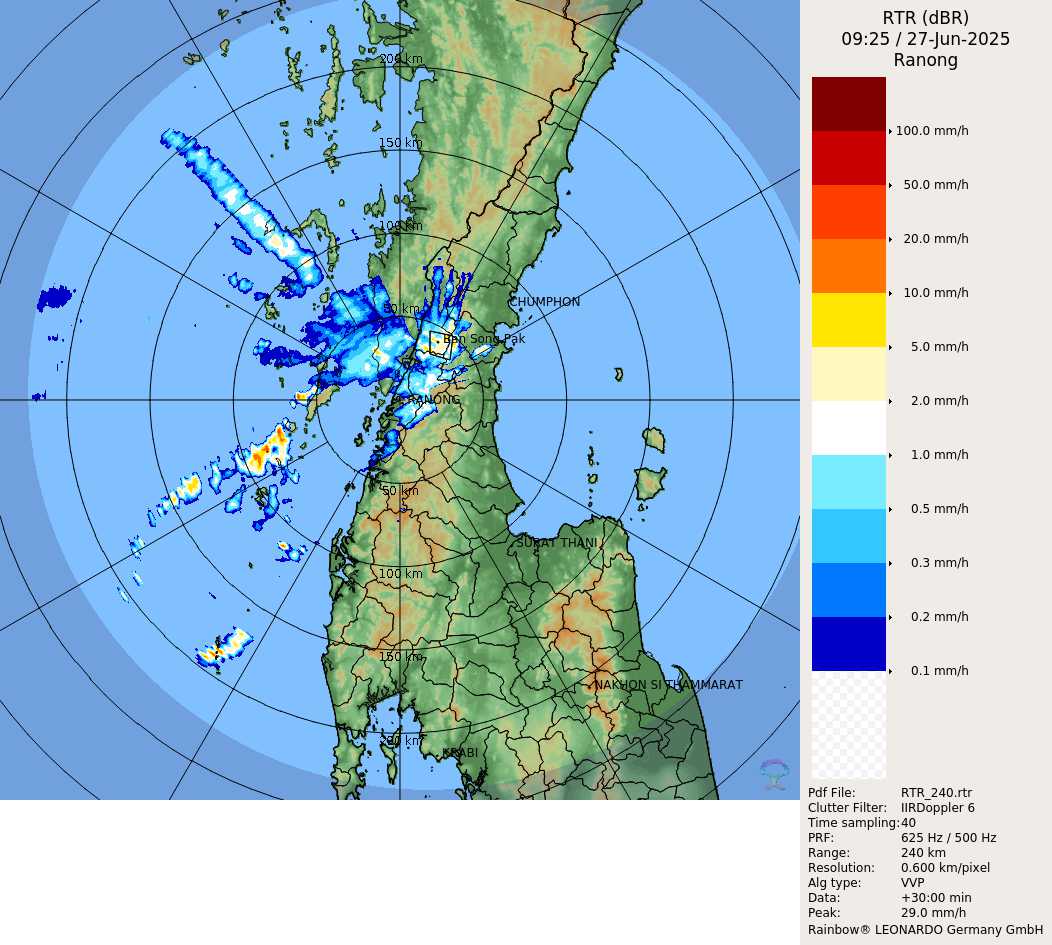 RTR (dBR)
09:25 / 27-Jun-2025
Ranong
100.0 mm/h
50.0 mm/h
20.0 mm/h
10.0 mm/h
5.0 mm/h
2.0 mm/h
1.0 mm/h
0.5 mm/h
0.3 mm/h
0.2 mm/h
0.1 mm/h
200 km
150 km
100 km
50 km
CHUMPHON
Ban Song Pak
RANONG
50 km
SURAT THANI
100 km
150 km
NAKHON SI THAMMARAT
200 km
KRABI
Pdf File: RTR_240.rtr
Clutter Filter: IIRDoppler 6
Time sampling:40
PRF: 625 Hz / 500 Hz
Range: 240 km
Resolution: 0.600 km/pixel
Alg type: VVP
Data: +30:00 min
Peak: 29.0 mm/h
Rainbow® LEONARDO Germany GmbH